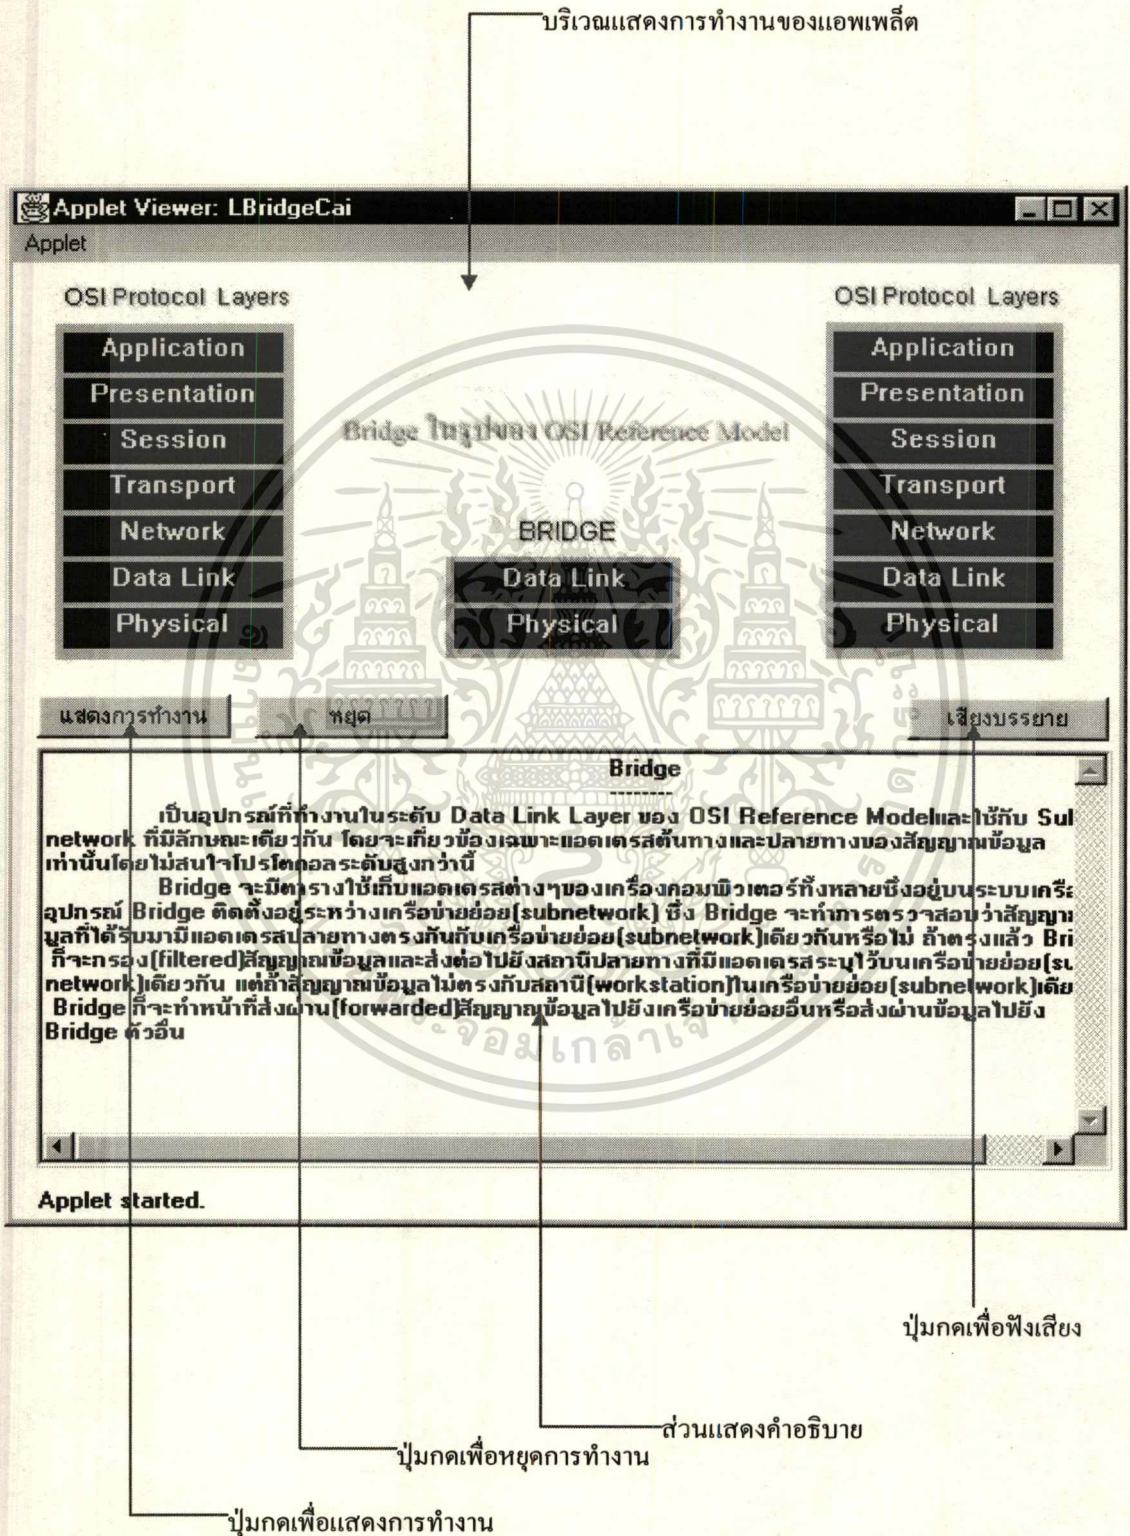 บริเวณแสดงการทำงานของแอพเพล็ต
Applet Viewer: LBridgeCai
Applet
OSI Protocol Layers
OSI Protocol Layers
Application
Application
Presentation
Presentation
Bridge ในรูปของ OSI Reference Model
Session
Session
Transport
Transport
Network
BRIDGE
Network
Data Link
Data Link
Data Link
Physical
Physical
Physical
แสดงการทำงาน
หยุด
เสียงบรรยาย
Bridge
--------
เป็นอุปกรณ์ที่ทำงานในระดับ Data Link Layer ของ OSI Reference Modelและใช้กับ Sul
network ที่มีลักษณะเดียวกัน โดยจะเกี่ยวข้องเฉพาะแอดเดรสต้นทางและปลายทางของสัญญาณข้อมูล
เท่านั้นโดยไม่สนใจโปรโตคอลระดับสูงกว่านี้
Bridge จะมีตารางใช้เก็บแอดเดรสต่างๆของเครื่องคอมพิวเตอร์ทั้งหลายซึ่งอยู่บนระบบเครือ
อุปกรณ์ Bridge ติดตั้งอยู่ระหว่างเครือข่ายย่อย(subnetwork) ซึ่ง Bridge จะทำการตรวจสอบว่าสัญญา
มูลที่ได้รับมามีแอดเดรสปลายทางตรงกันกับเครือข่ายย่อย(subnetwork)เดียวกันหรือไม่ ถ้าตรงแล้ว Bri
ก็จะกรอง(filtered)สัญญาณข้อมูลและส่งต่อไปยังสถานีปลายทางที่มีแอดเดรสระบุไว้บนเครือข่ายย่อย(su
network)เดียวกัน แต่ถ้าสัญญาณข้อมูลไม่ตรงกับสถานี(workstation)ในเครือข่ายย่อย(subnetwork)เดีย
Bridge ก็จะทำหน้าที่ส่งผ่าน(forwarded)สัญญาณข้อมูลไปยังเครือข่ายย่อยอื่นหรือส่งผ่านข้อมูลไปยัง
Bridge ตัวอื่น
Applet started.
ปุ่มกดเพื่อฟังเสียง
ส่วนแสดงคำอธิบาย
ปุ่มกดเพื่อหยุดการทำงาน
ปุ่มกดเพื่อแสดงการทำงาน